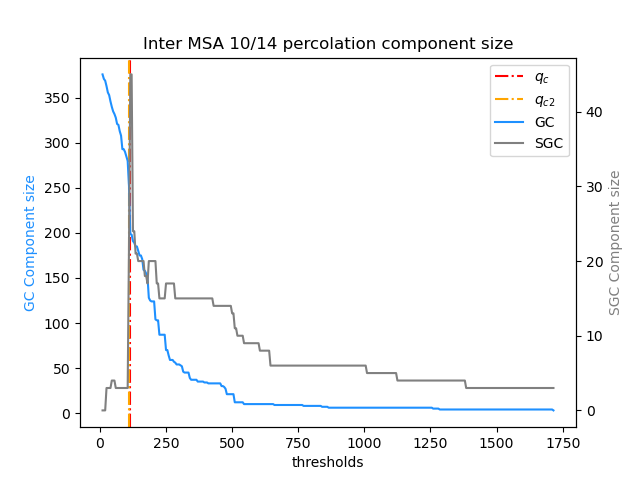 Inter MSA 10/14 percolation component size
q_c
q_{c2}
GC
SGC
350
300
250
200
150
100
50
0
GC Component size
40
30
20
10
0
SGC Component size
0 250 500 750 1000 1250 1500 1750
thresholds